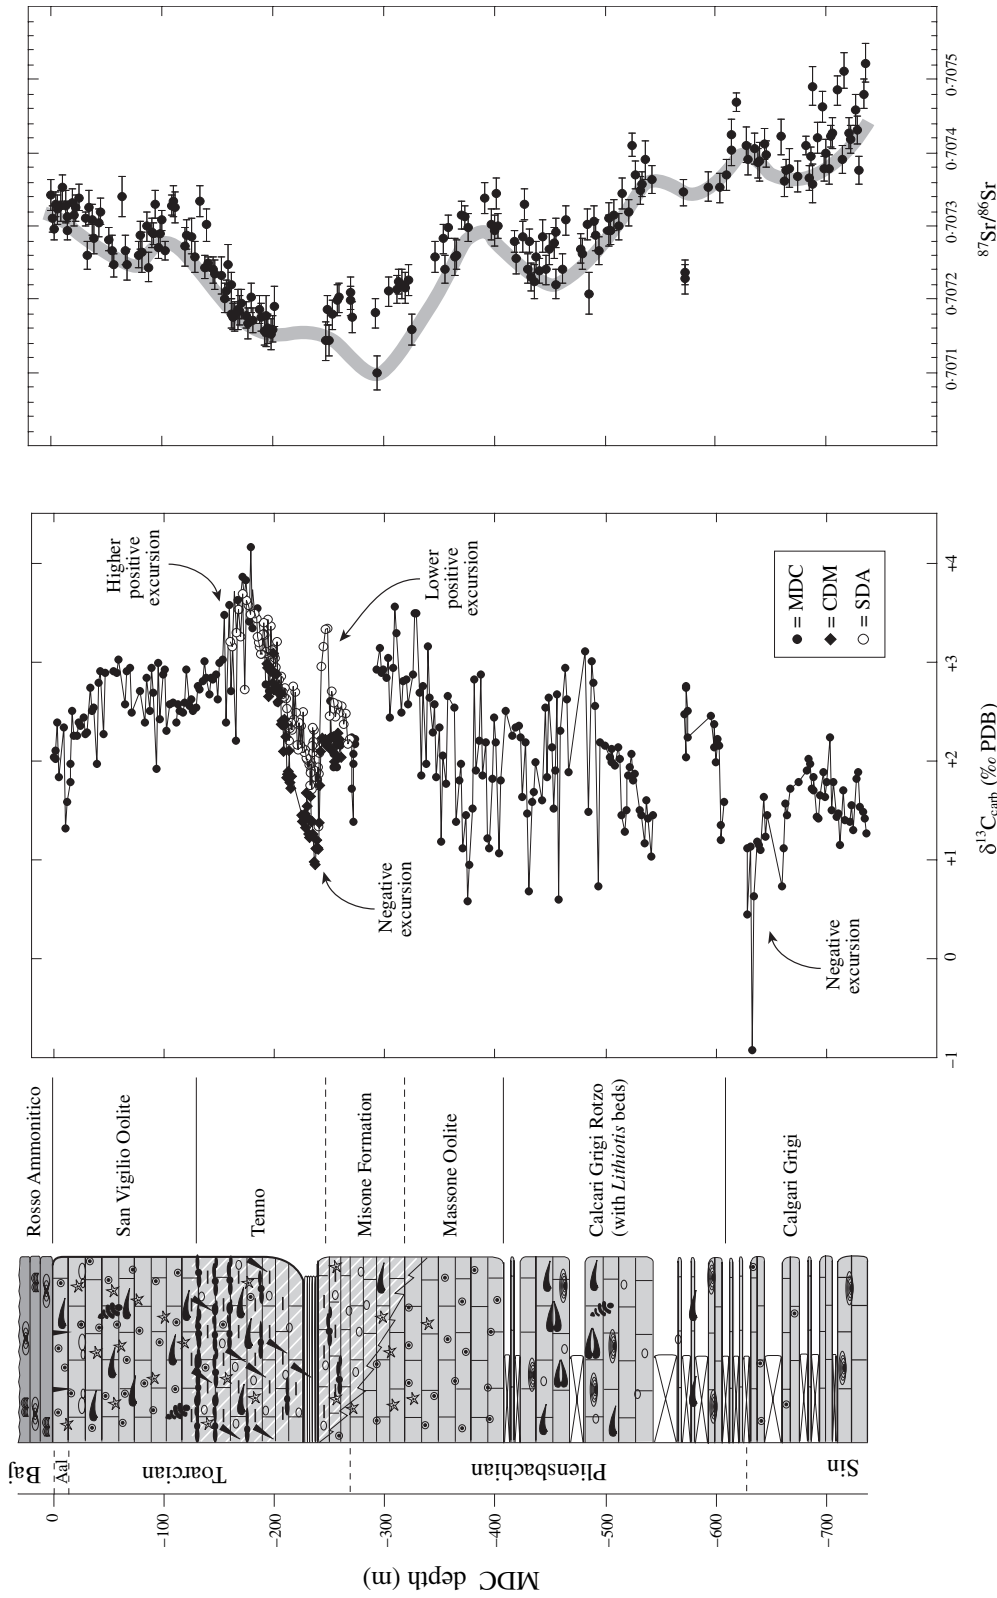 MDC depth (m)
0
-100
-200
-300
-400
-500
-600
-700
Baj
Aal
Toarcian
Pliensbachian
Sin
Rosso Ammonitico
San Vigilio Oolite
Tenno
Misone Formation
Massone Oolite
Calcari Grigi Rotzo
(with Lithiotis beds)
Calgari Grigi
Higher
positive
excursion
Lower
positive
excursion
Negative
excursion
Negative
excursion
= MDC
= CDM
= SDA
−1
0
+1
+2
+3
+4
δ13Ccarb (‰ PDB)
0·7071
0·7072
0·7073
0·7074
0·7075
87Sr/86Sr